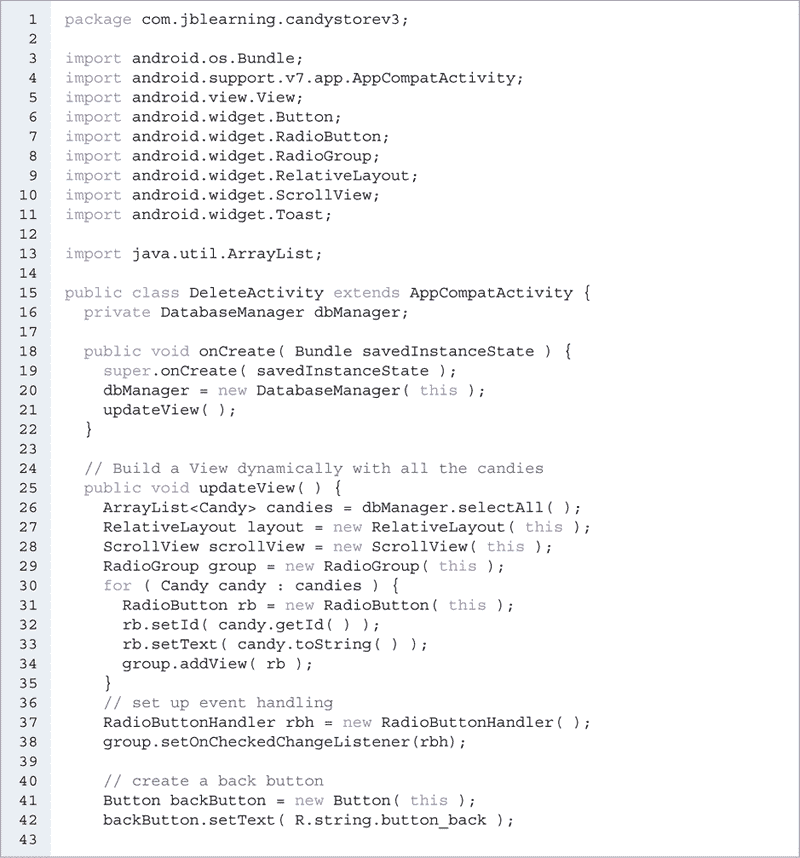 1 package com.jblearning.candystorev3;
2
3 import android.os.Bundle;
4 import android.support.v7.app.AppCompatActivity;
5 import android.view.View;
6 import android.widget.Button;
7 import android.widget.RadioButton;
8 import android.widget.RadioGroup;
9 import android.widget.RelativeLayout;
10 import android.widget.ScrollView;
11 import android.widget.Toast;
12
13 import java.util.ArrayList;
14
15 public class DeleteActivity extends AppCompatActivity {
16   private DatabaseManager dbManager;
17
18   public void onCreate( Bundle savedInstanceState ) {
19     super.onCreate( savedInstanceState );
20     dbManager = new DatabaseManager( this );
21     updateView( );
22   }
23
24   // Build a View dynamically with all the candies
25   public void updateView( ) {
26     ArrayList<Candy> candies = dbManager.selectAll( );
27     RelativeLayout layout = new RelativeLayout( this );
28     ScrollView scrollView = new ScrollView( this );
29     RadioGroup group = new RadioGroup( this );
30     for ( Candy candy : candies ) {
31       RadioButton rb = new RadioButton( this );
32       rb.setId( candy.getId( ) );
33       rb.setText( candy.toString( ) );
34       group.addView( rb );
35     }
36     // set up event handling
37     RadioButtonHandler rbh = new RadioButtonHandler( );
38     group.setOnCheckedChangeListener(rbh);
39
40     // create a back button
41     Button backButton = new Button( this );
42     backButton.setText( R.string.button_back );
43